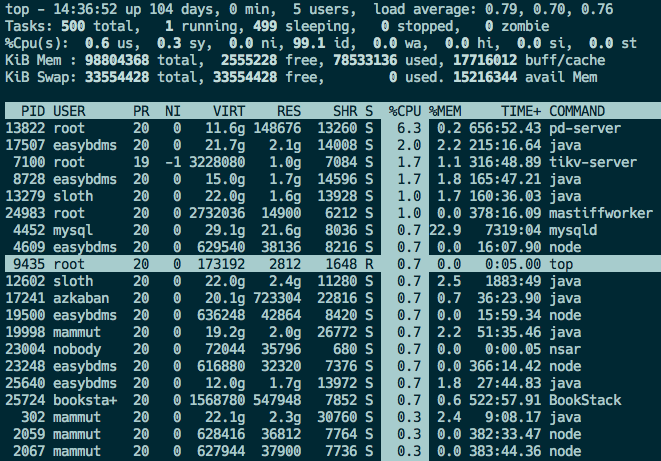 top - 14:36:52 up 104 days, 0 min,  5 users,  load average: 0.79, 0.70, 0.76
Tasks: 500 total,   1 running, 499 sleeping,   0 stopped,   0 zombie
%Cpu(s):  0.6 us,  0.3 sy,  0.0 ni, 99.1 id,  0.0 wa,  0.0 hi,  0.0 si,  0.0 st
KiB Mem : 98804368 total,  2555228 free, 78533136 used, 17716012 buff/cache
KiB Swap: 33554428 total, 33554428 free,        0 used. 15216344 avail Mem
PID USER      PR  NI    VIRT    RES    SHR S  %CPU %MEM     TIME+ COMMAND
13822 root      20   0   11.6g 148676  13260 S   6.3  0.2 656:52.43 pd-server
17507 easybdms  20   0   21.7g   2.1g  14008 S   2.0  2.2 215:16.64 java
7100 root      19  -1 3228080   1.0g   7084 S   1.7  1.1 316:48.89 tikv-server
8728 easybdms  20   0   15.0g   1.7g  14596 S   1.7  1.8 165:47.21 java
13279 sloth     20   0   22.0g   1.6g  13928 S   1.0  1.7 160:36.03 java
24983 root      20   0 2732036  14900   6212 S   1.0  0.0 378:16.09 mastiffworker
4452 mysql     20   0   29.1g  21.6g   8036 S   0.7 22.9   7319:04 mysqld
4609 easybdms  20   0  629540  38136   8216 S   0.7  0.0  16:07.90 node
9435 root      20   0  173192   2812   1648 R   0.7  0.0   0:05.00 top
12602 sloth     20   0   22.0g   2.4g  11280 S   0.7  2.5   1883:49 java
17241 azkaban   20   0   20.1g 723304  22816 S   0.7  0.7  36:23.90 java
19500 easybdms  20   0  636248  42864   8420 S   0.7  0.0  15:59.34 node
19998 mammut    20   0   19.2g   2.0g  26772 S   0.7  2.2  51:35.46 java
23004 nobody    20   0   72044  35796    680 S   0.7  0.0   0:00.05 nsar
23248 easybdms  20   0  616880  32320   7376 S   0.7  0.0 366:14.42 node
25640 easybdms  20   0   12.0g   1.7g  13972 S   0.7  1.8  27:44.83 java
25724 booksta+  20   0 1568780 547948   7852 S   0.7  0.6 522:57.91 BookStack
302 mammut    20   0   22.1g   2.3g  30760 S   0.3  2.4   9:08.17 java
2059 mammut    20   0  628416  36812   7764 S   0.3  0.0 382:33.47 node
2067 mammut    20   0  627944  37900   7736 S   0.3  0.0 383:44.36 node